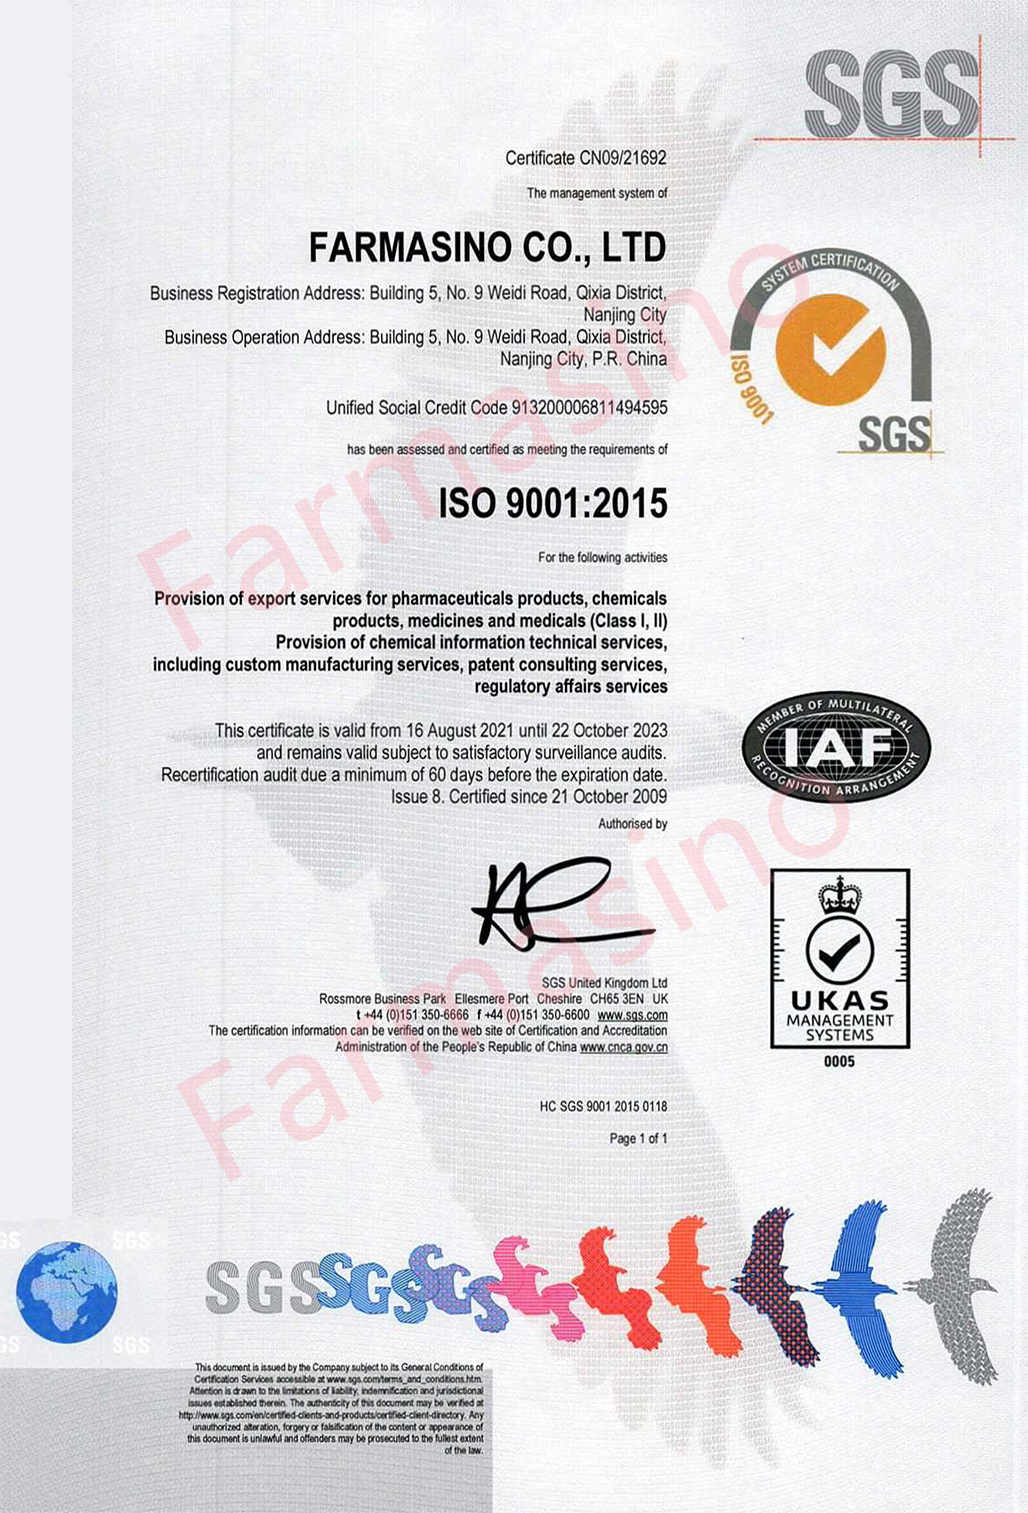 SGS
Certificate CN09/21692
The management system of
FARMASINO CO., LTD
Business Registration Address: Building 5, No. 9 Weidi Road, Qixia District,
Nanjing City
Business Operation Address: Building 5, No. 9 Weidi Road, Qixia District,
Nanjing City, P.R. China
Unified Social Credit Code 913200006811494595
has been assessed and certified as meeting the requirements of
ISO 9001:2015
For the following activities
Provision of export services for pharmaceuticals products, chemicals
products, medicines and medicals (Class I, II)
Provision of chemical information technical services,
including custom manufacturing services, patent consulting services,
regulatory affairs services
This certificate is valid from 16 August 2021 until 22 October 2023
and remains valid subject to satisfactory surveillance audits.
Recertification audit due a minimum of 60 days before the expiration date.
Issue 8. Certified since 21 October 2009
Authorised by
SGS United Kingdom Ltd
Rossmore Business Park Ellesmere Port Cheshire CH65 3EN UK
t +44 (0)151 350-6666 f +44 (0)151 350-6600 www.sgs.com
The certification information can be verified on the web site of Certification and Accreditation
Administration of the People's Republic of China www.cnca.gov.cn
HC SGS 9001 2015 0118
Page 1 of 1
SYSTEM CERTIFICATION
ISO 9001
SGS
MEMBER OF MULTILATERAL
IAF
RECOGNITION ARRANGEMENT
UKAS
MANAGEMENT
SYSTEMS
0005
Farmasino
Farmasino
GS SGS
GS SGS
SGS SGS SGS
This document is issued by the Company subject to its General Conditions of
Certification Services accessible at www.sgs.com/terms_and_conditions.htm.
Attention is drawn to the limitations of liability, indemnification and jurisdictional
issues established therein. The authenticity of this document may be verified at
http://www.sgs.com/en/certified-clients-and-products/certified-client-directory. Any
unauthorized alteration, forgery or falsification of the content or appearance of
this document is unlawful and offenders may be prosecuted to the fullest extent
of the law.